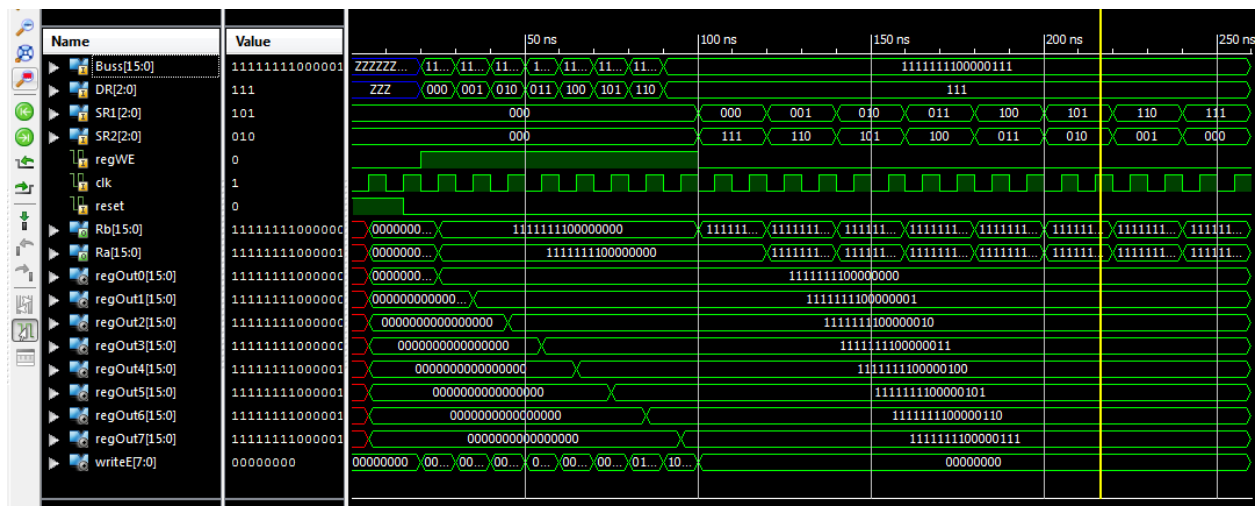 Name Value 50 ns 100 ns 150 ns 200 ns 250 ns
Buss[15:0] 11111111000001 ZZZZZZ... 11... 11... 11... 1... 11... 11... 11... 1111111100000111
DR[2:0] 111 ZZZ 000 001 010 011 100 101 110 111
SR1[2:0] 101 000 000 001 010 011 100 101 110 111
SR2[2:0] 010 000 111 110 101 100 011 010 001 000
regWE 0
clk 1
reset 0
Rb[15:0] 1111111100000C 0000000... 1111111100000000 111111... 1111111... 111111... 1111111... 1111111... 111111... 1111111... 111111...
Ra[15:0] 11111111000001 0000000... 1111111100000000 1111111... 111111... 1111111... 1111111... 111111... 1111111... 111111...
regOut0[15:0] 1111111100000C 0000000... 1111111100000000
regOut1[15:0] 1111111100000C 000000000000... 1111111100000001
regOut2[15:0] 1111111100000C 0000000000000000 1111111100000010
regOut3[15:0] 1111111100000C 0000000000000000 1111111100000011
regOut4[15:0] 11111111000001 0000000000000000 1111111100000100
regOut5[15:0] 11111111000001 0000000000000000 1111111100000101
regOut6[15:0] 11111111000001 0000000000000000 1111111100000110
regOut7[15:0] 11111111000001 0000000000000000 1111111100000111
writeE[7:0] 00000000 00000000 00... 00... 00... 0... 00... 00... 01... 10... 00000000